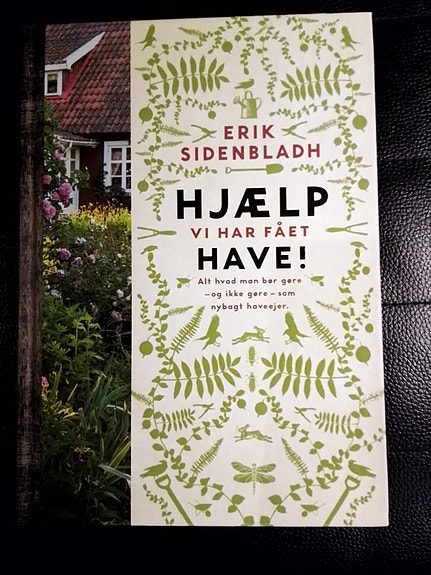 ERIK
SIDENBLADH
HJÆLP
VI HAR FÅET
HAVE!
Alt hvad man bør gøre
– og ikke gøre – som
nybagt haveejer.